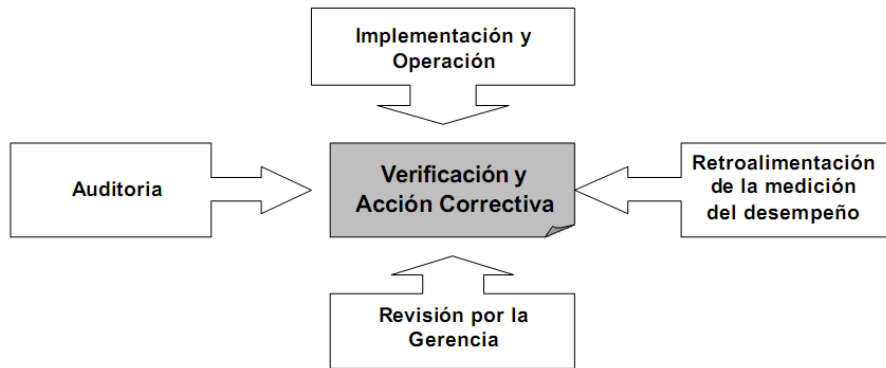 Implementación y
Operación
Auditoria
Verificación y
Acción Correctiva
Retroalimentación
de la medición
del desempeño
Revisión por la
Gerencia